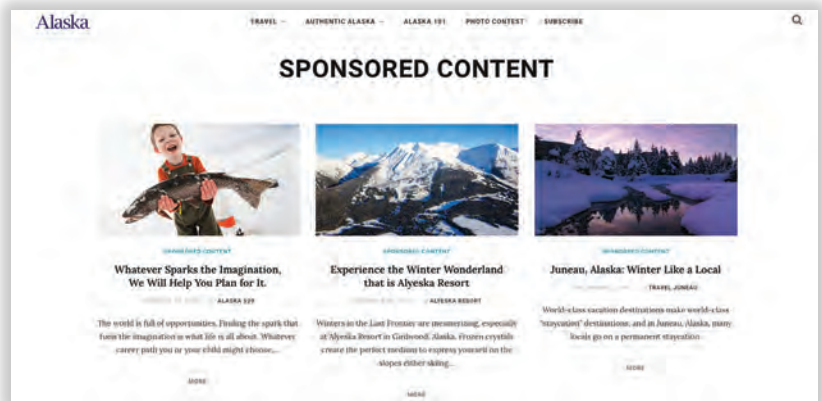 Alaska
TRAVEL AUTHENTIC ALASKA ALASKA 101 PHOTO CONTEST SUBSCRIBE
SPONSORED CONTENT
SPONSORED CONTENT
Whatever Sparks the Imagination,
We Will Help You Plan for It.
ALASKA 529
The world is full of opportunities. Finding the spark that
fuels the imagination is what life is all about. Whatever
career path you or your child might choose,...
MORE
SPONSORED CONTENT
Experience the Winter Wonderland
that is Alyeska Resort
ALYESKA RESORT
Winters in the Last Frontier are mesmerizing, especially
at Alyeska Resort in Girdwood, Alaska. Frozen crystals
create the perfect medium to express yourself on the
slopes either skiing...
MORE
SPONSORED CONTENT
Juneau, Alaska: Winter Like a Local
TRAVEL JUNEAU
World-class vacation destinations make world-class
"staycation" destinations, and in Juneau, Alaska, many
locals go on a permanent staycation
MORE